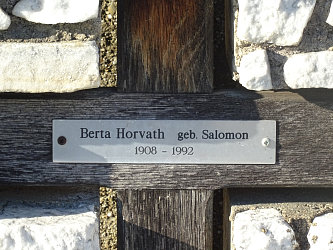 Berta Horvath geb. Salomon
1908 - 1992